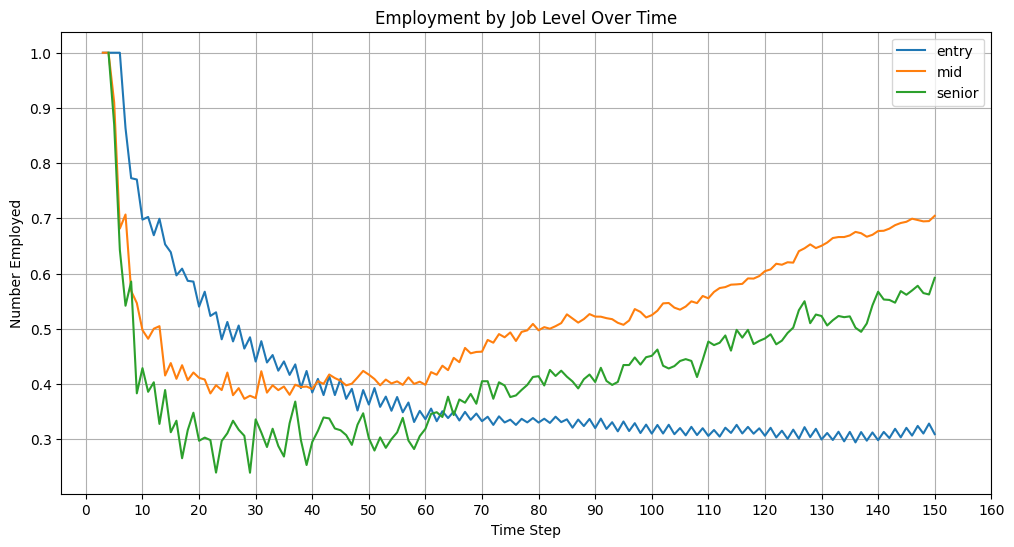 Employment by Job Level Over Time
entry
mid
senior
Number Employed
1.0
0.9
0.8
0.7
0.6
0.5
0.4
0.3
0 10 20 30 40 50 60 70 80 90 100 110 120 130 140 150 160
Time Step